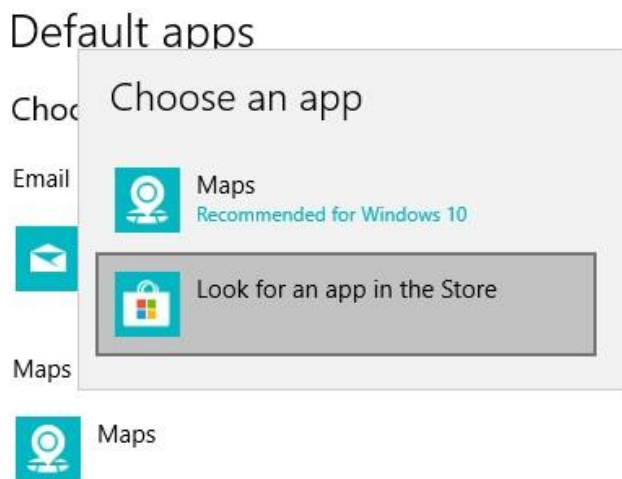 Default apps
Choo
Choose an app
Email
Maps
Recommended for Windows 10
Look for an app in the Store
Maps
Maps